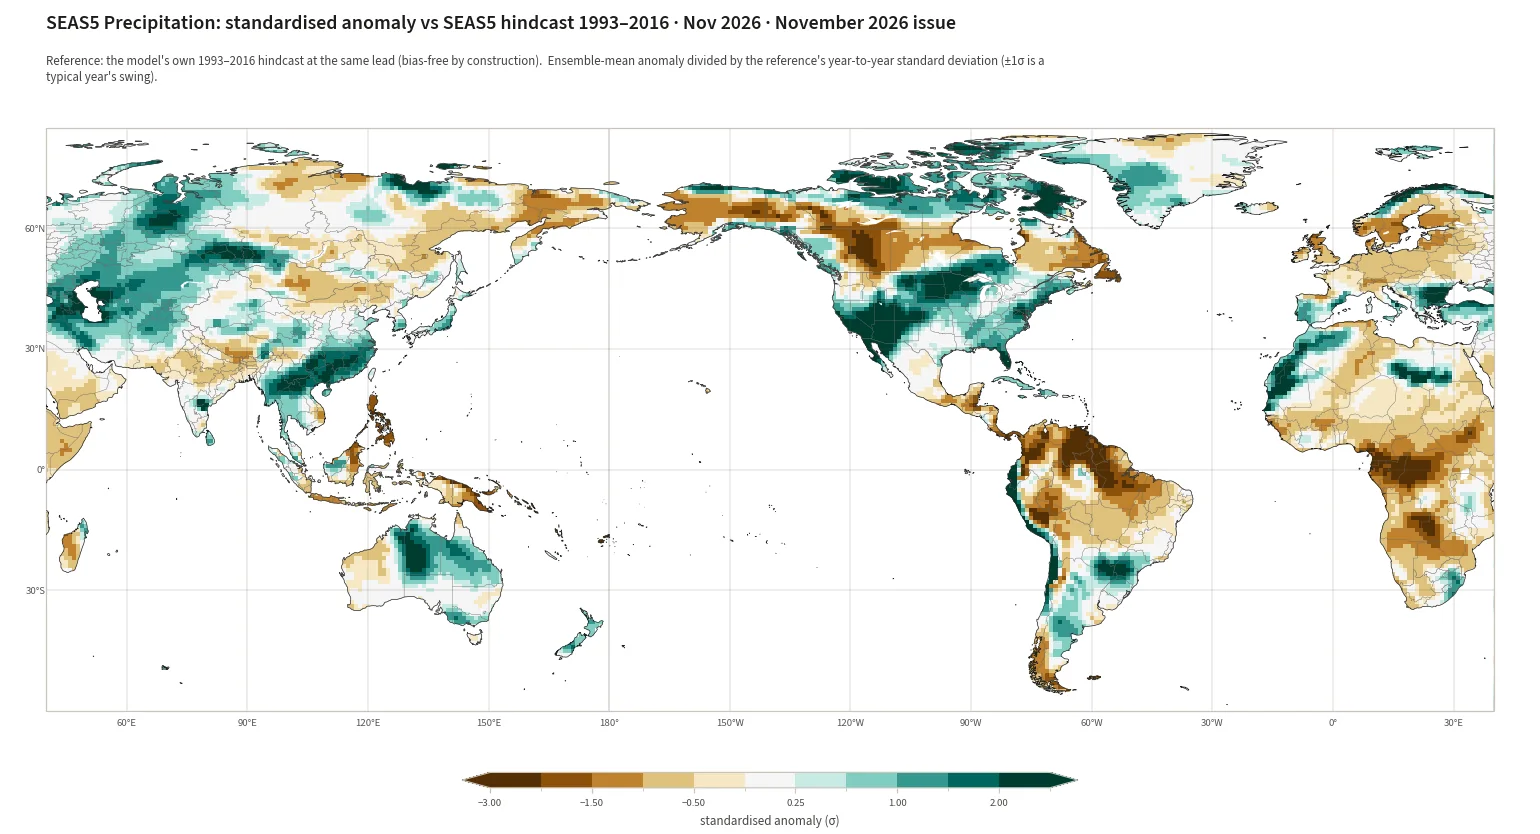 SEAS5 Precipitation: standardised anomaly vs SEAS5 hindcast 1993–2016 · Nov 2026 · November 2026 issue
Reference: the model's own 1993–2016 hindcast at the same lead (bias-free by construction).  Ensemble-mean anomaly divided by the reference's year-to-year standard deviation (±1σ is a
typical year's swing).
60°N
30°N
0°
30°S
60°E
90°E
120°E
150°E
180°
150°W
120°W
90°W
60°W
30°W
0°
30°E
−3.00
−1.50
−0.50
0.25
1.00
2.00
standardised anomaly (σ)